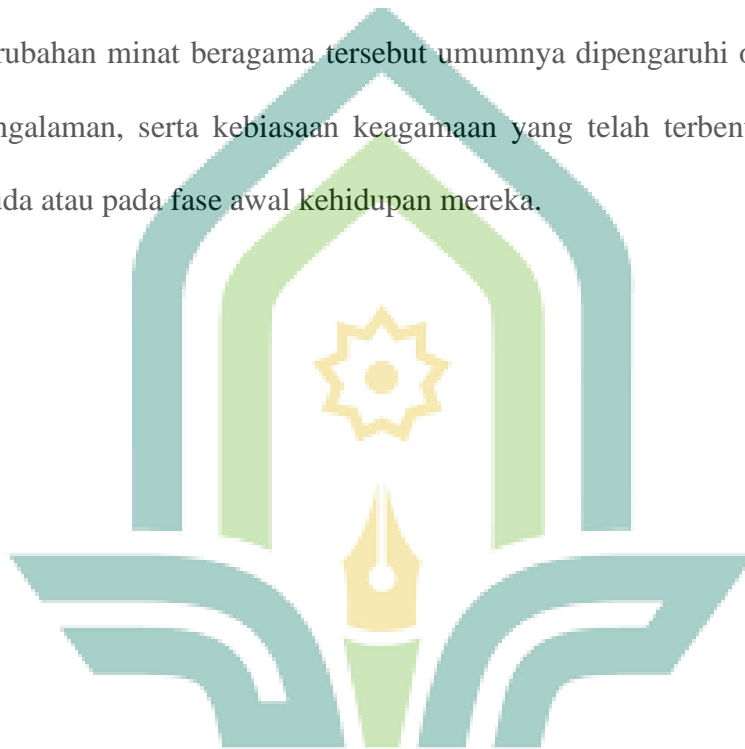 rubahan minat beragama tersebut umumnya dipengaruhi
ngalaman, serta kebiasaan keagamaan yang telah terben
uda atau pada fase awal kehidupan mereka.